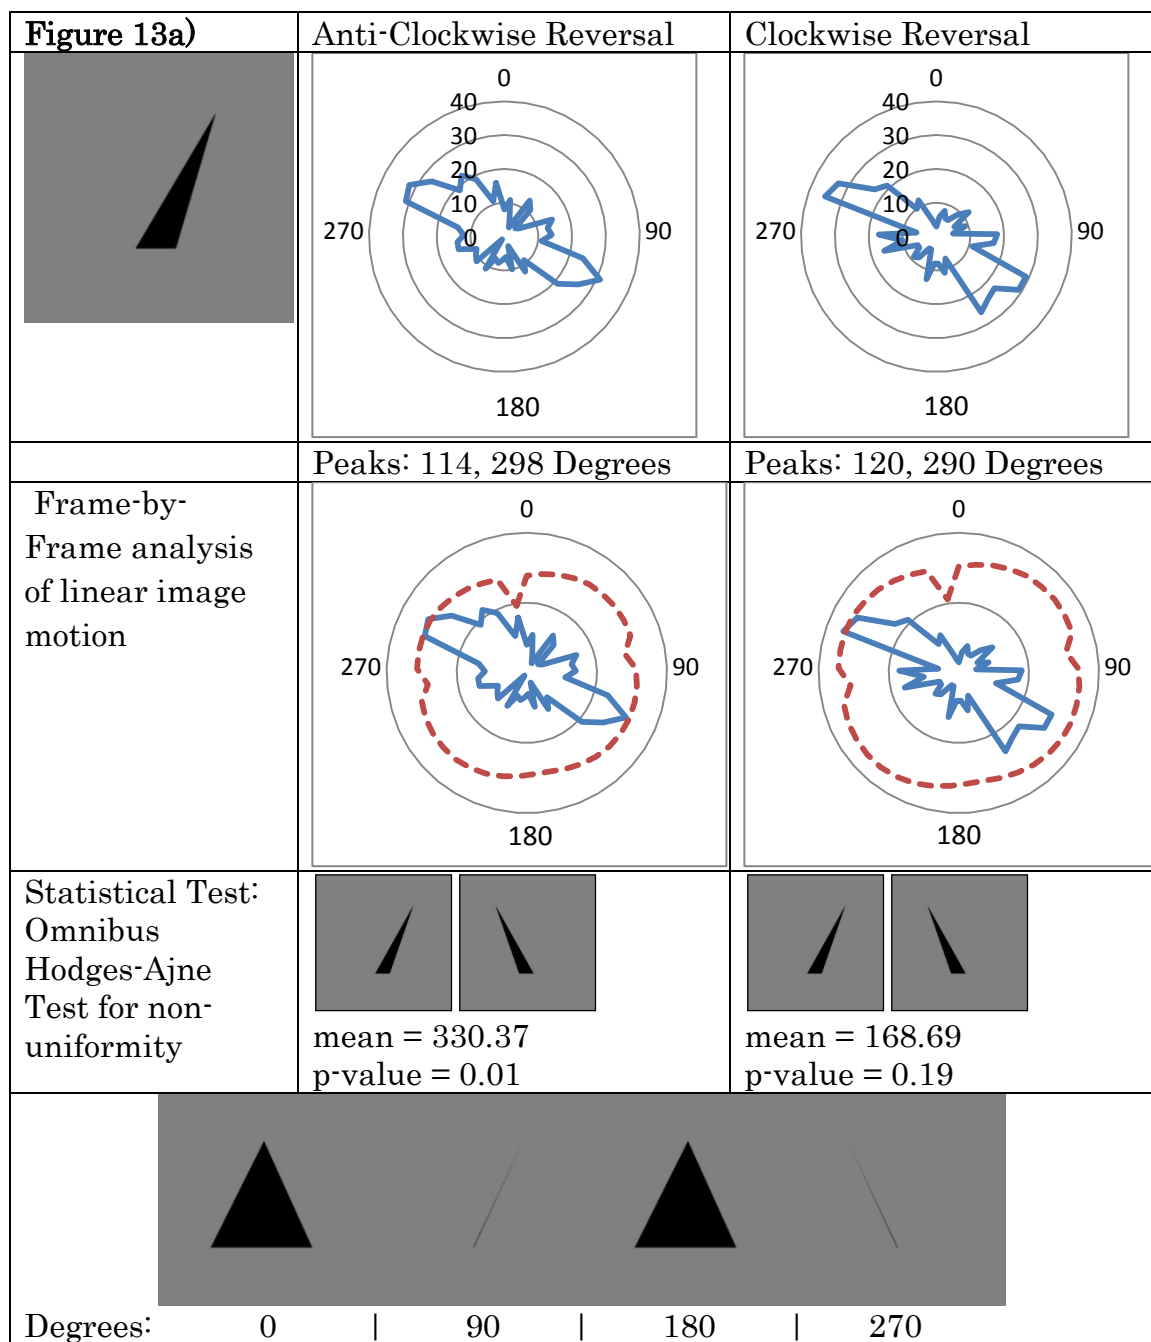 Figure 13a)
Anti-Clockwise Reversal
Clockwise Reversal
0
40
30
20
10
0
270
90
180
0
40
30
20
10
0
270
90
180
Peaks: 114, 298 Degrees
Peaks: 120, 290 Degrees
Frame-by-
Frame analysis
of linear image
motion
0
270
90
180
0
270
90
180
Statistical Test:
Omnibus
Hodges-Ajne
Test for non-
uniformity
mean = 330.37
p-value = 0.01
mean = 168.69
p-value = 0.19
Degrees: 0 | 90 | 180 | 270